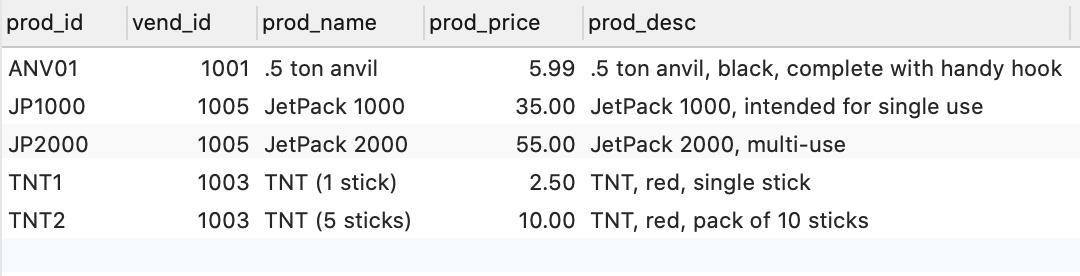 prod_id vend_id prod_name prod_price prod_desc
ANV01 1001 .5 ton anvil 5.99 .5 ton anvil, black, complete with handy hook
JP1000 1005 JetPack 1000 35.00 JetPack 1000, intended for single use
JP2000 1005 JetPack 2000 55.00 JetPack 2000, multi-use
TNT1 1003 TNT (1 stick) 2.50 TNT, red, single stick
TNT2 1003 TNT (5 sticks) 10.00 TNT, red, pack of 10 sticks